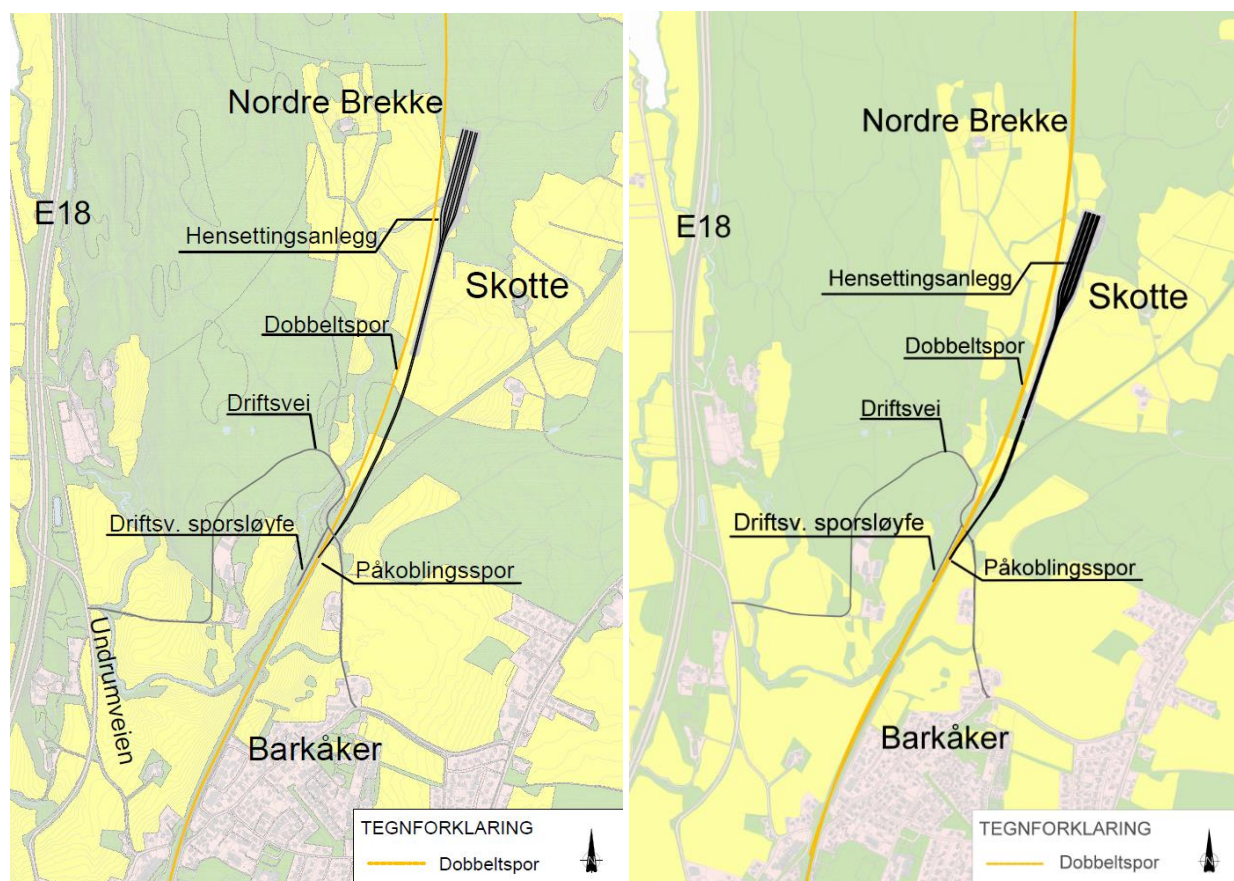 Nordre Brekke
E18
Hensettingsanlegg
Skotte
Dobbeltspor
Driftsvei
Driftsv. sporsløyfe
Påkoblingsspor
Undrumveien
Barkåker
TEGNFORKLARING
Dobbeltspor
N
Nordre Brekke
E18
Hensettingsanlegg
Skotte
Dobbeltspor
Driftsvei
Driftsv. sporsløyfe
Påkoblingsspor
Barkåker
TEGNFORKLARING
Dobbeltspor
N